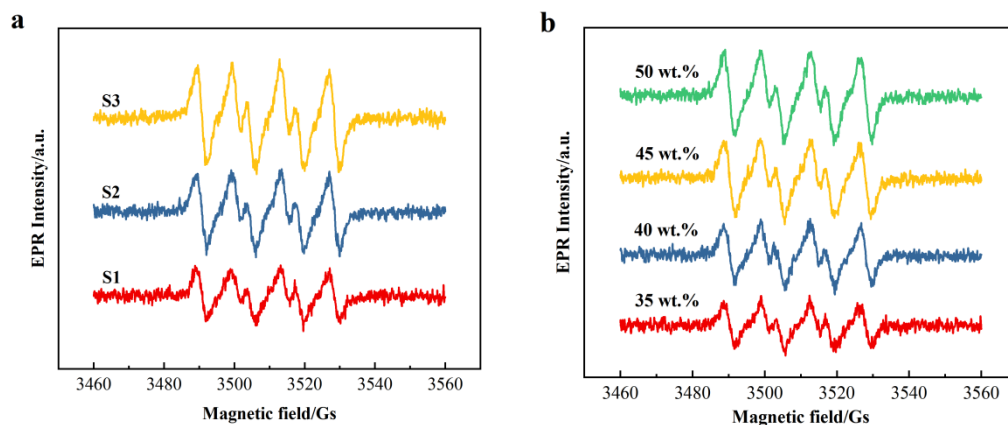 a
S3
S2
S1
EPR Intensity/a.u.
3460 3480 3500 3520 3540 3560
Magnetic field/Gs
b
50 wt.%
45 wt.%
40 wt.%
35 wt.%
EPR Intensity/a.u.
3460 3480 3500 3520 3540 3560
Magnetic field/Gs